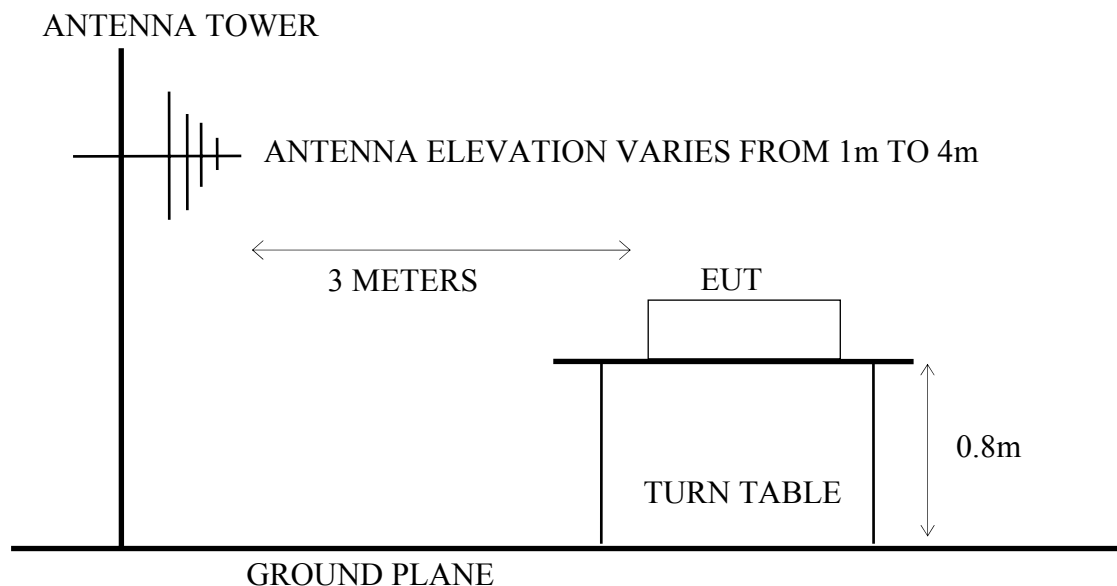 ANTENNA TOWER
ANTENNA ELEVATION VARIES FROM 1m TO 4m
3 METERS
EUT
0.8m
TURN TABLE
GROUND PLANE